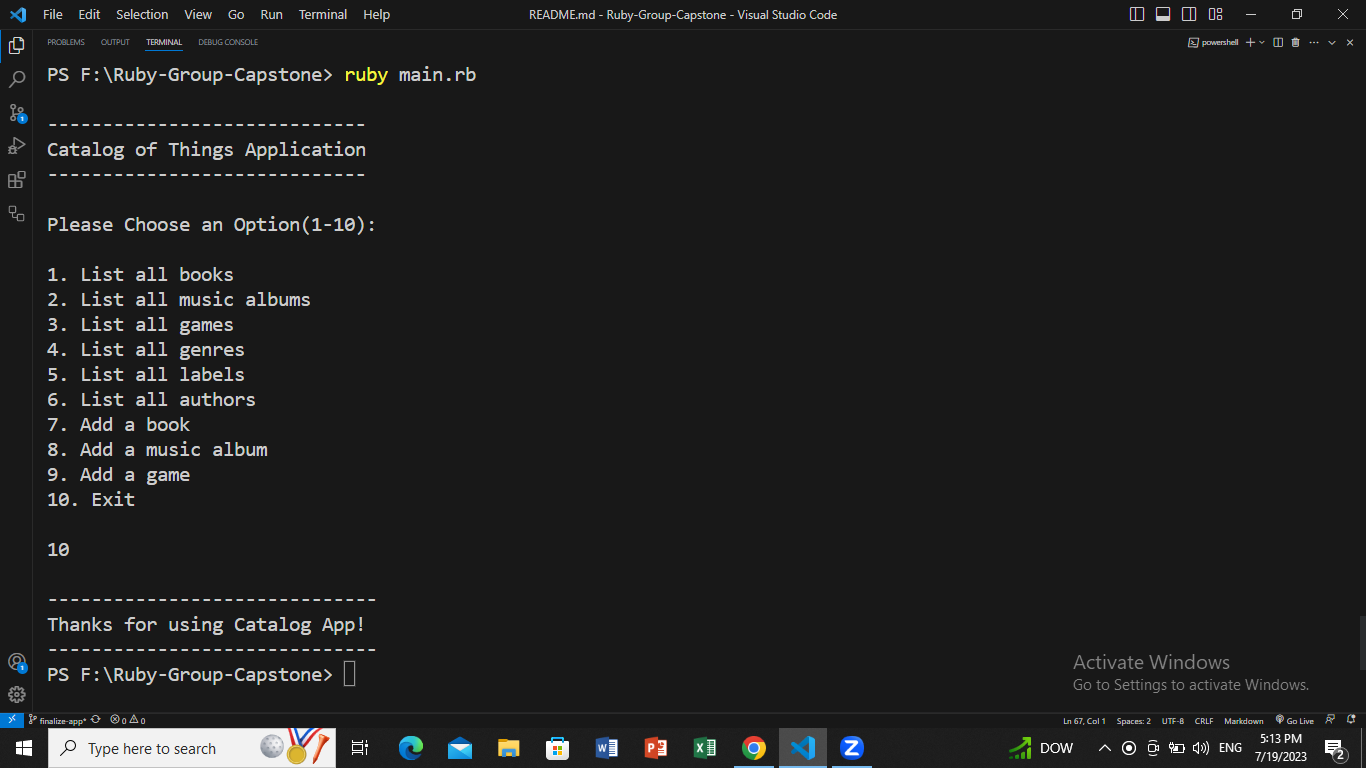 File Edit Selection View Go Run Terminal Help README.md - Ruby-Group-Capstone - Visual Studio Code
PROBLEMS OUTPUT TERMINAL DEBUG CONSOLE powershell
PS F:\Ruby-Group-Capstone> ruby main.rb
-----------------------------
Catalog of Things Application
-----------------------------
Please Choose an Option(1-10):
1. List all books
2. List all music albums
3. List all games
4. List all genres
5. List all labels
6. List all authors
7. Add a book
8. Add a music album
9. Add a game
10. Exit
10
------------------------------
Thanks for using Catalog App!
------------------------------
PS F:\Ruby-Group-Capstone>
Activate Windows
Go to Settings to activate Windows.
1
1
finalize-app* 0 0 Ln 67, Col 1 Spaces: 2 UTF-8 CRLF Markdown Go Live
Type here to search DOW ENG 5:13 PM
7/19/2023 2